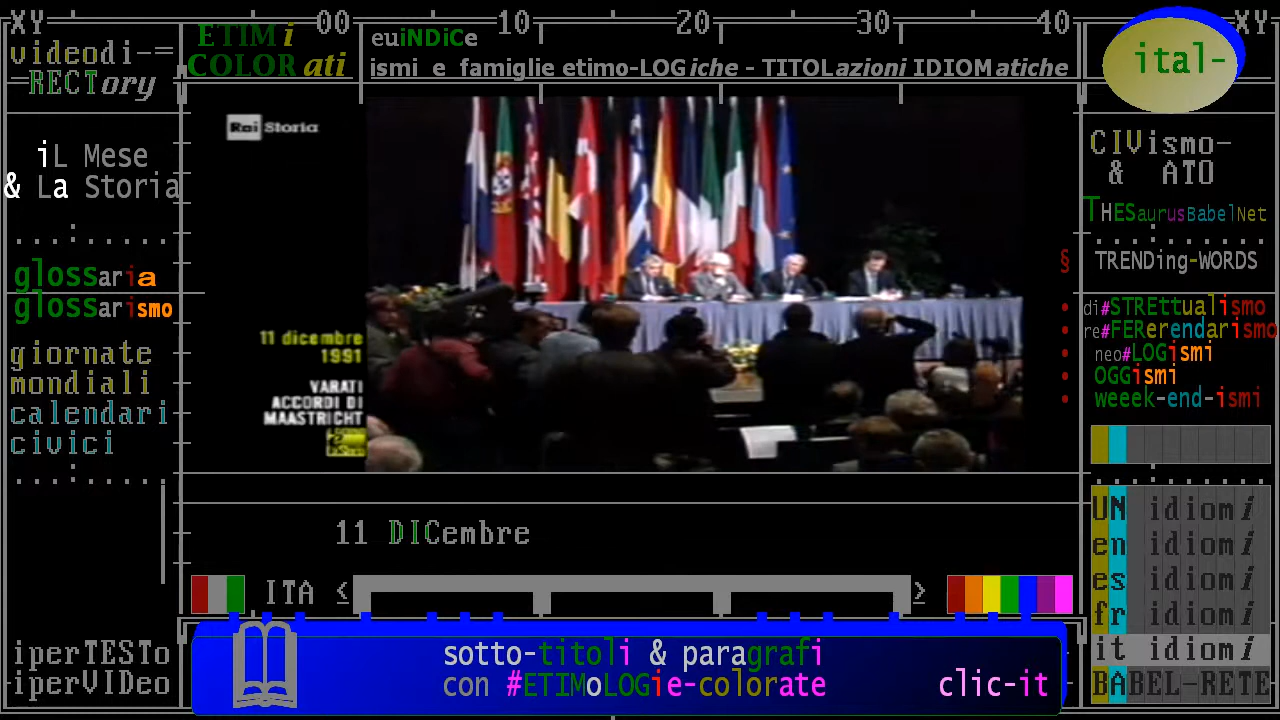 XY 00 10 20 30 40 XY
videodi-=
=RECTory
ETIMi
COLORati
euiNDiCe
ismi e famiglie etimo-LOGiche - TITOLazioni IDIOMatiche
ital-
iL Mese
& La Storia
...:.....
glossaria
glossarismo
giornate
mondiali
calendari
civici
...:.....
Rai Storia
11 dicembre
1991
VARATI
ACCORDI DI
MAASTRICHT
CIVismo-
& ATO
THESaurusBabelNet
...:.....
§ TRENDing-WORDS
di#STREttualismo
re#FERerendarismo
neo#LOGismi
OGGismi
weeek-end-ismi
...:.....
UN idiomi
en idiomi
es idiomi
fr idiomi
it idiomi
BABEL-RETE
11 DICembre
ITA < >
iperTESTo
-iperVIDeo
sotto-titoli & paragrafi
con #ETIMoLOGie-colorate clic-it